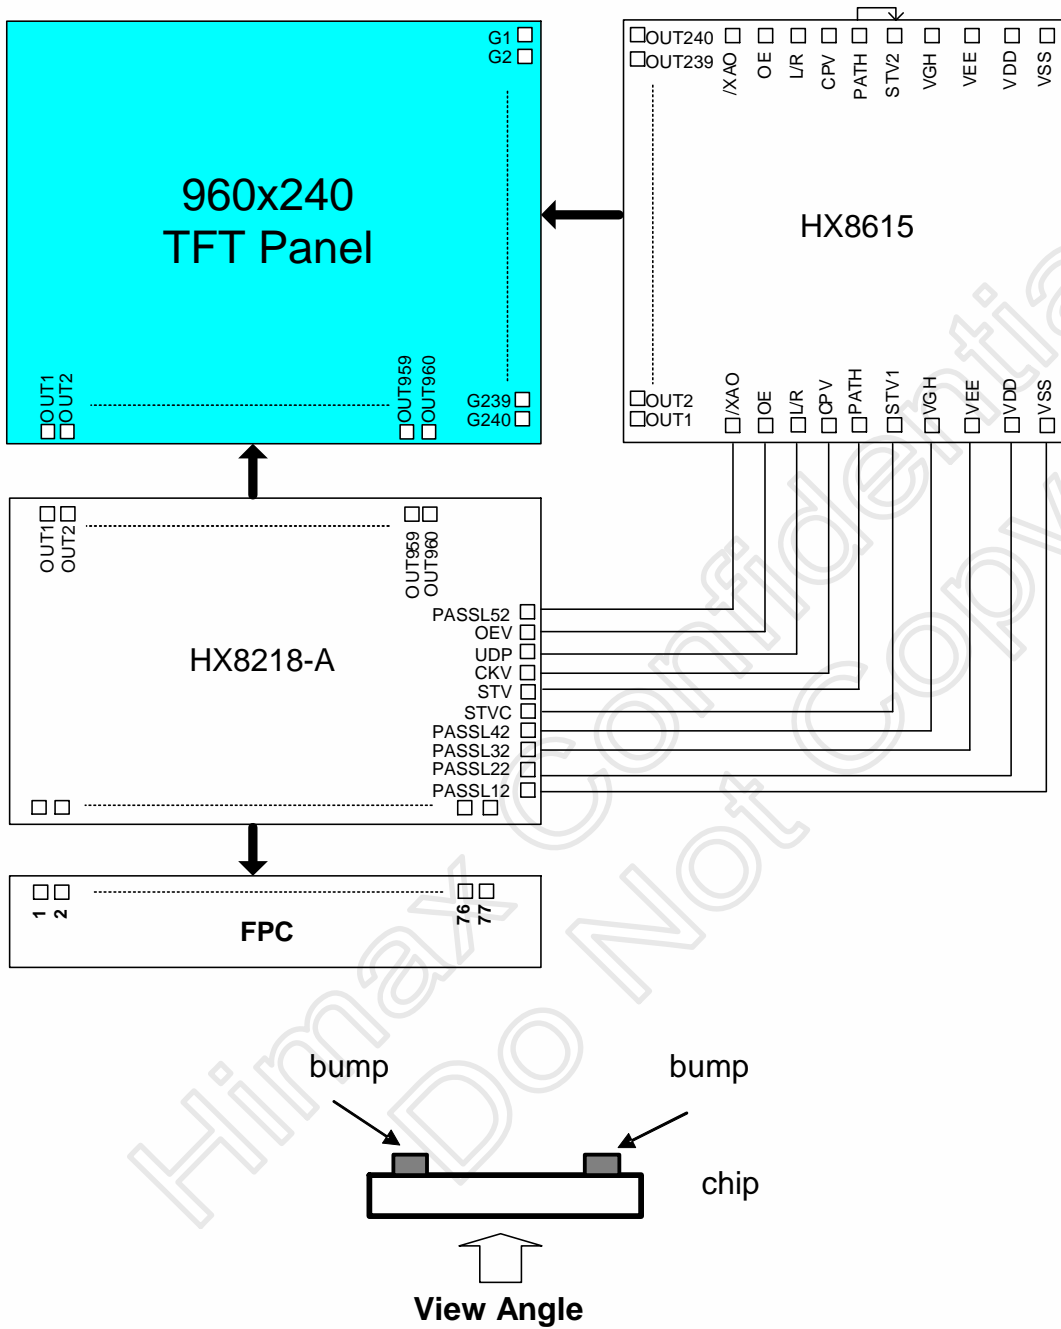 G1
G2
960x240
TFT Panel
OUT1
OUT2
OUT959
OUT960
G239
G240
OUT240
OUT239
/XAO
OE
L/R
CPV
PATH
STV2
VGH
VEE
VDD
VSS
HX8615
OUT2
OUT1
/XAO
OE
L/R
CPV
PATH
STV1
VGH
VEE
VDD
VSS
OUT1
OUT2
OUT959
OUT960
HX8218-A
PASSL52
OEV
UDP
CKV
STV
STVC
PASSL42
PASSL32
PASSL22
PASSL12
1
2
76
77
FPC
Himax Confidential
Do Not Copy
bump
bump
chip
View Angle